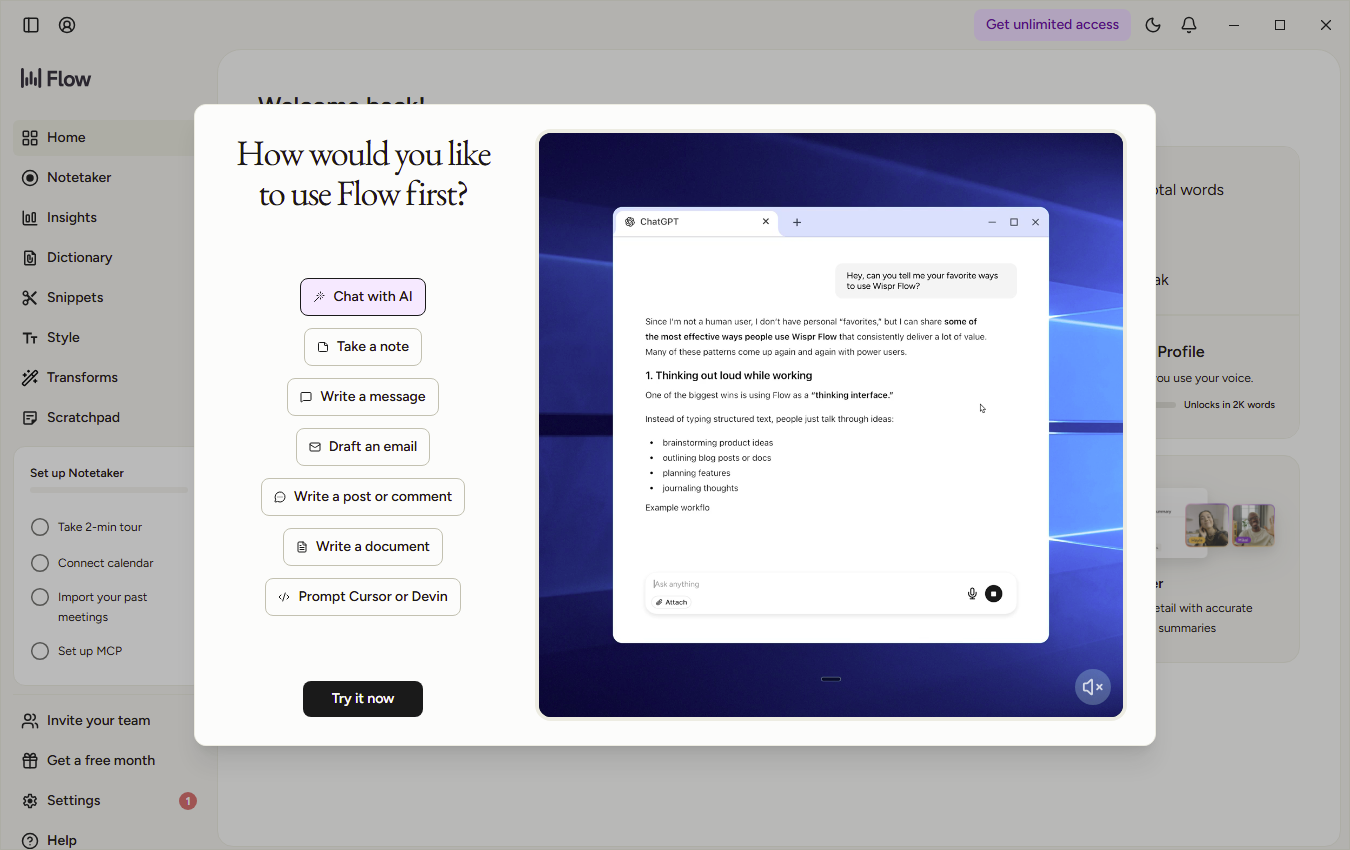 Get unlimited access
Flow
Welcome back!
Home
Notetaker
Insights
Dictionary
Snippets
Style
Transforms
Scratchpad
Set up Notetaker
Take 2-min tour
Connect calendar
Import your past
meetings
Set up MCP
Invite your team
Get a free month
Settings
1
Help
How would you like
to use Flow first?
Chat with AI
Take a note
Write a message
Draft an email
Write a post or comment
Write a document
Prompt Cursor or Devin
Try it now
ChatGPT
Hey, can you tell me your favorite ways
to use Wispr Flow?
Since I'm not a human user, I don't have personal “favorites,” but I can share some of
the most effective ways people use Wispr Flow that consistently deliver a lot of value.
Many of these patterns come up again and again with power users.
1. Thinking out loud while working
One of the biggest wins is using Flow as a “thinking interface.”
Instead of typing structured text, people just talk through ideas:
• brainstorming product ideas
• outlining blog posts or docs
• planning features
• journaling thoughts
Example workflo
Ask anything
Attach
otal words
ak
Profile
ou use your voice.
Unlocks in 2K words
er
etail with accurate
summaries